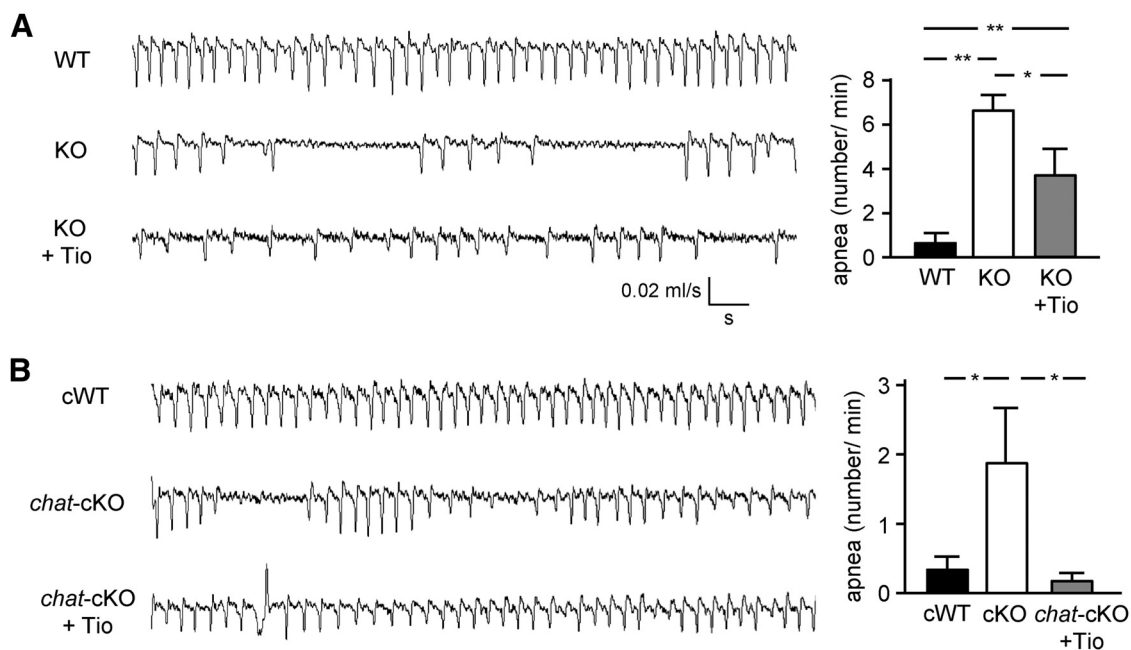 A
WT
KO
KO
+ Tio
0.02 ml/s
s
**
**
*
apnea (number/ min)
8
6
4
2
0
WT
KO
KO
+Tio
B
cWT
chat-cKO
chat-cKO
+ Tio
*
*
apnea (number/ min)
3
2
1
0
cWT
cKO
chat-cKO
+Tio